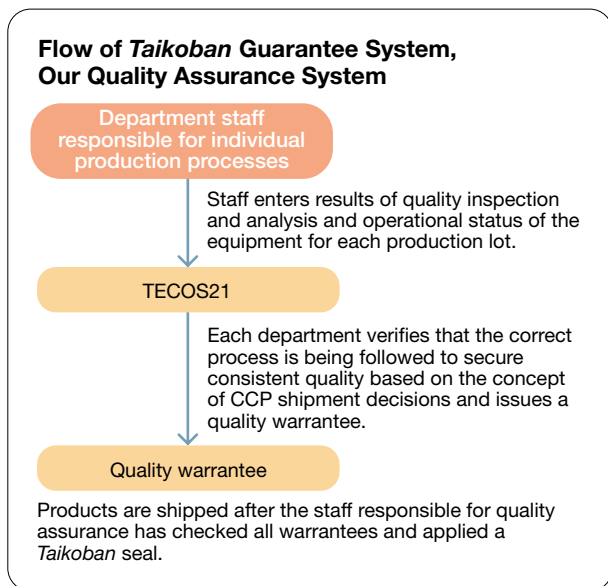 Flow of Taikoban Guarantee System,
Our Quality Assurance System
Department staff
responsible for individual
production processes
Staff enters results of quality inspection
and analysis and operational status of the
equipment for each production lot.
TECOS21
Each department verifies that the correct
process is being followed to secure
consistent quality based on the concept
of CCP shipment decisions and issues a
quality warrantee.
Quality warrantee
Products are shipped after the staff responsible for quality
assurance has checked all warrantees and applied a
Taikoban seal.